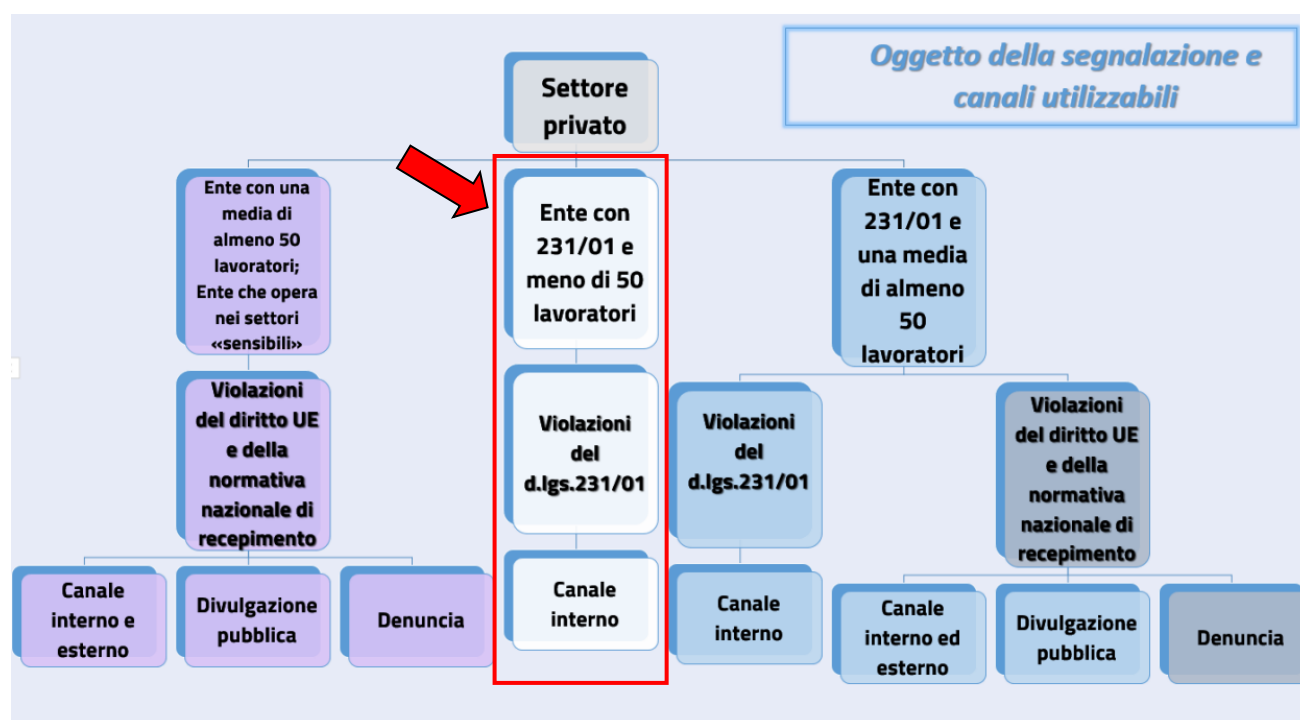 Oggetto della segnalazione e
canali utilizzabili
Settore
privato
Ente con una
media di
almeno 50
lavoratori;
Ente che opera
nei settori
«sensibili»
Ente con
231/01 e
meno di 50
lavoratori
Ente con
231/01 e
una media
di almeno
50
lavoratori
Violazioni
del diritto UE
e della
normativa
nazionale di
recepimento
Violazioni
del
d.lgs.231/01
Violazioni
del
d.lgs.231/01
Violazioni
del diritto UE
e della
normativa
nazionale di
recepimento
Canale
interno e
esterno
Divulgazione
pubblica
Denuncia
Canale
interno
Canale
interno
Canale
interno ed
esterno
Divulgazione
pubblica
Denuncia